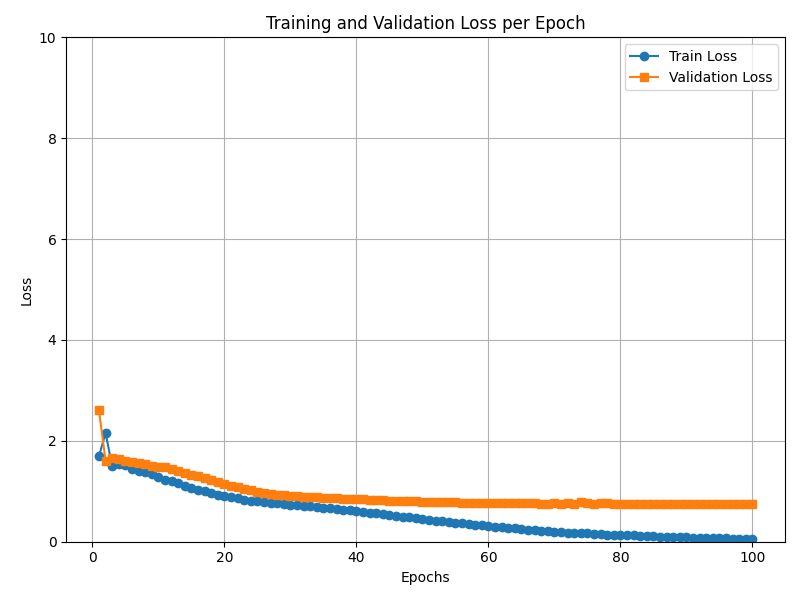 Training and Validation Loss per Epoch
Train Loss
Validation Loss
Loss
10
8
6
4
2
0
0 20 40 60 80 100
Epochs